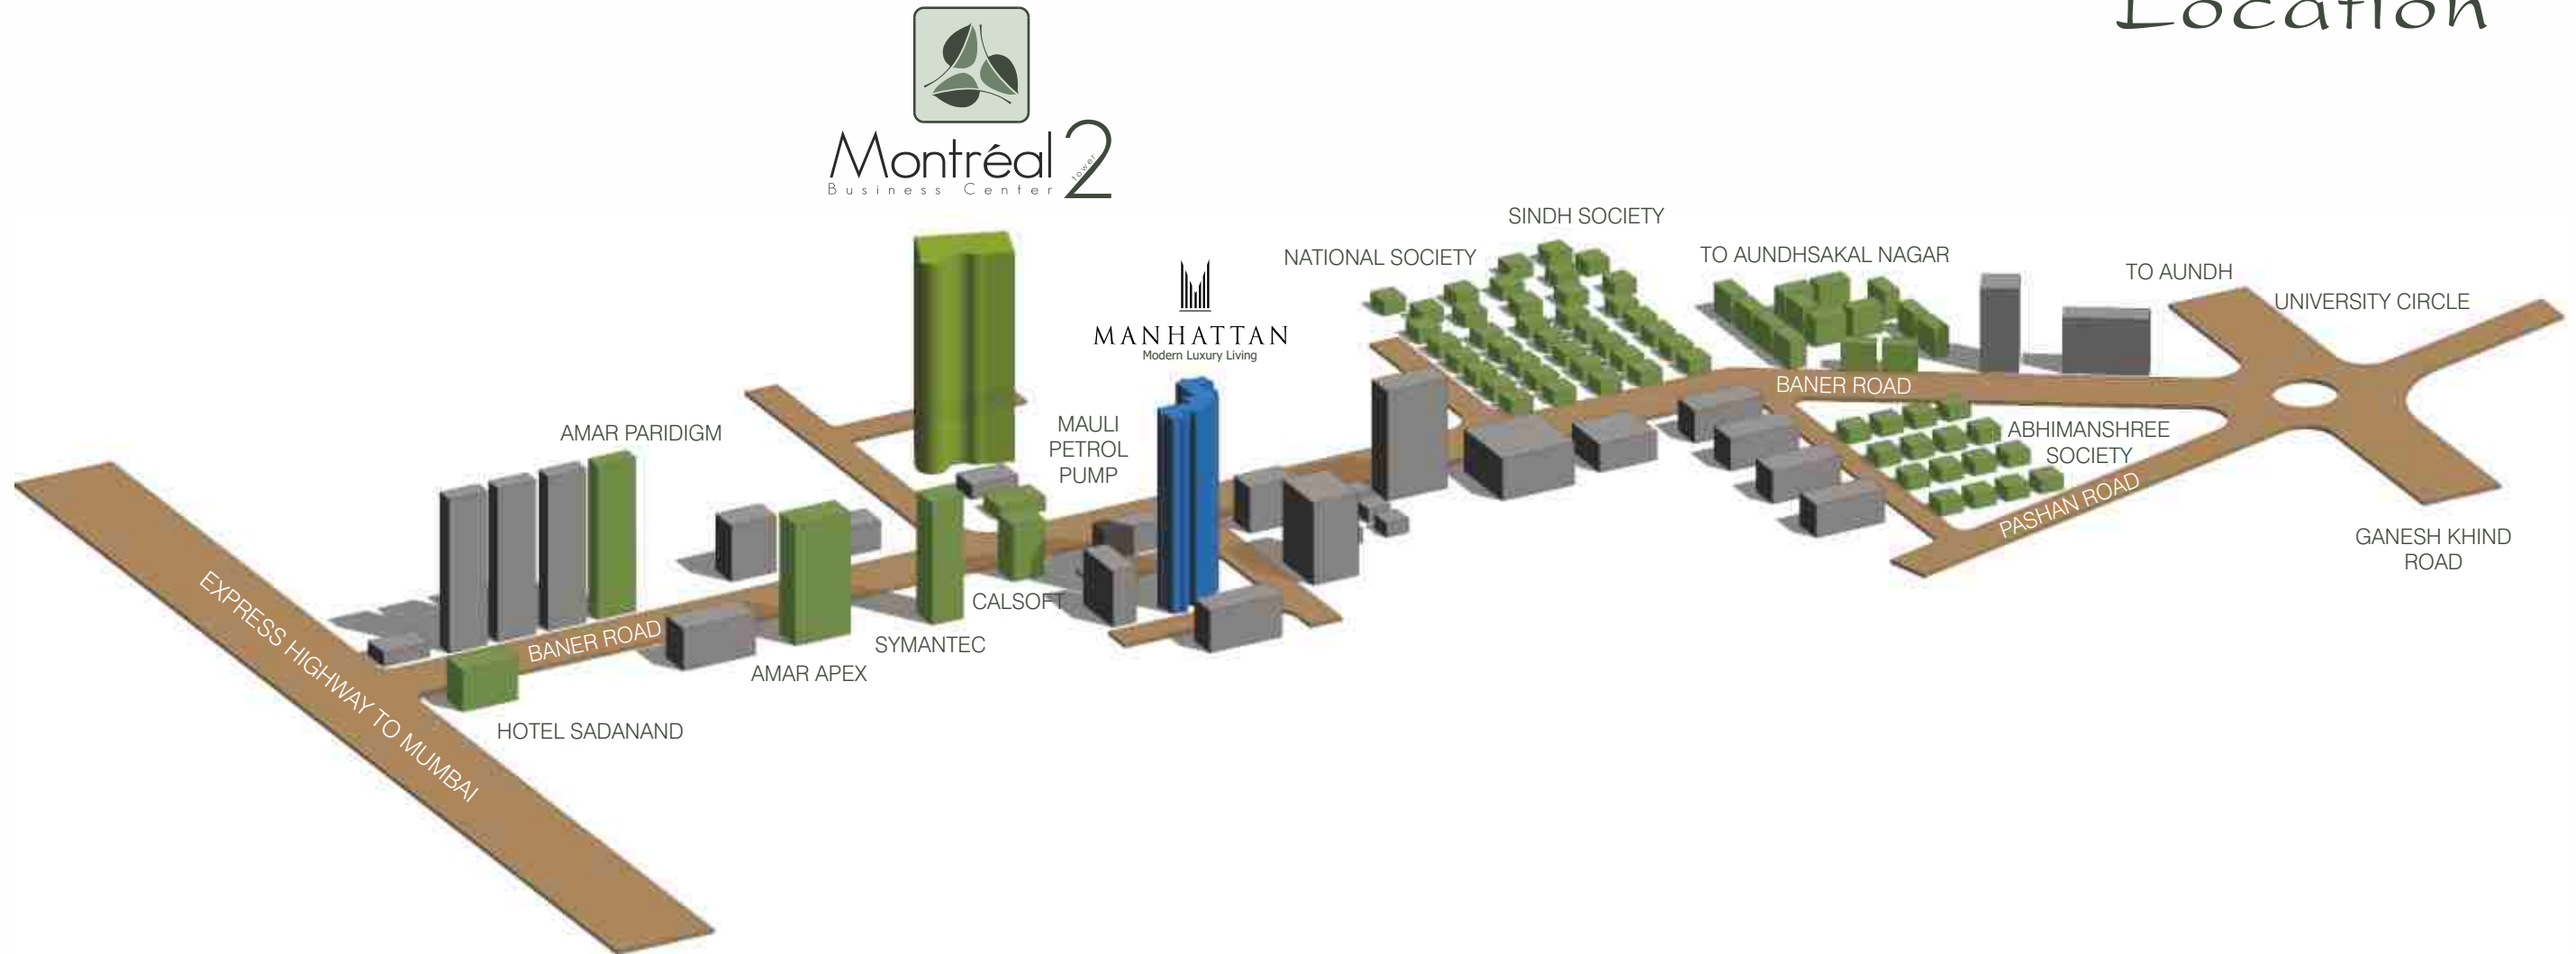 Location
Montréal 2
tower
Business Center
SINDH SOCIETY
NATIONAL SOCIETY
TO AUNDHSAKAL NAGAR
TO AUNDH
UNIVERSITY CIRCLE
MANHATTAN
Modern Luxury Living
BANER ROAD
AMAR PARIDIGM
MAULI
PETROL
PUMP
ABHIMANSHREE
SOCIETY
PASHAN ROAD
GANESH KHIND
ROAD
EXPRESS HIGHWAY TO MUMBAI
BANER ROAD
CALSOFT
SYMANTEC
AMAR APEX
HOTEL SADANAND